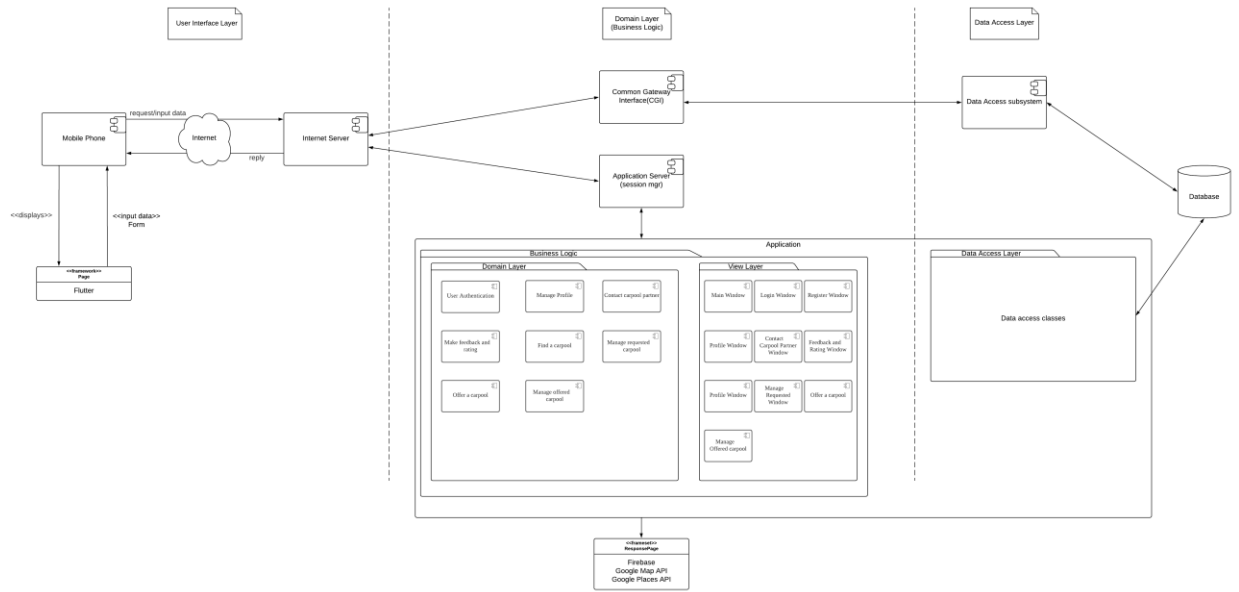 User Interface Layer
Domain Layer
(Business Logic)
Data Access Layer
Common Gateway
Interface(CGI)
Data Access subsystem
request/input data
Mobile Phone
Internet
Internet Server
reply
Application Server
(session mgr)
Database
<<displays>>
<<input data>>
Form
<<framework>>
Page
Flutter
Application
Business Logic
Domain Layer
User Authentication
Manage Profile
Contact carpool partner
Make feedback and
rating
Find a carpool
Manage requested
carpool
Offer a carpool
Manage offered
carpool
View Layer
Main Window
Login Window
Register Window
Profile Window
Contact
Carpool Partner
Window
Feedback and
Rating Window
Profile Window
Manage
Requested
Window
Offer a carpool
Manage
Offered carpool
Data Access Layer
Data access classes
<<frameset>>
ResponsePage
Firebase
Google Map API
Google Places API